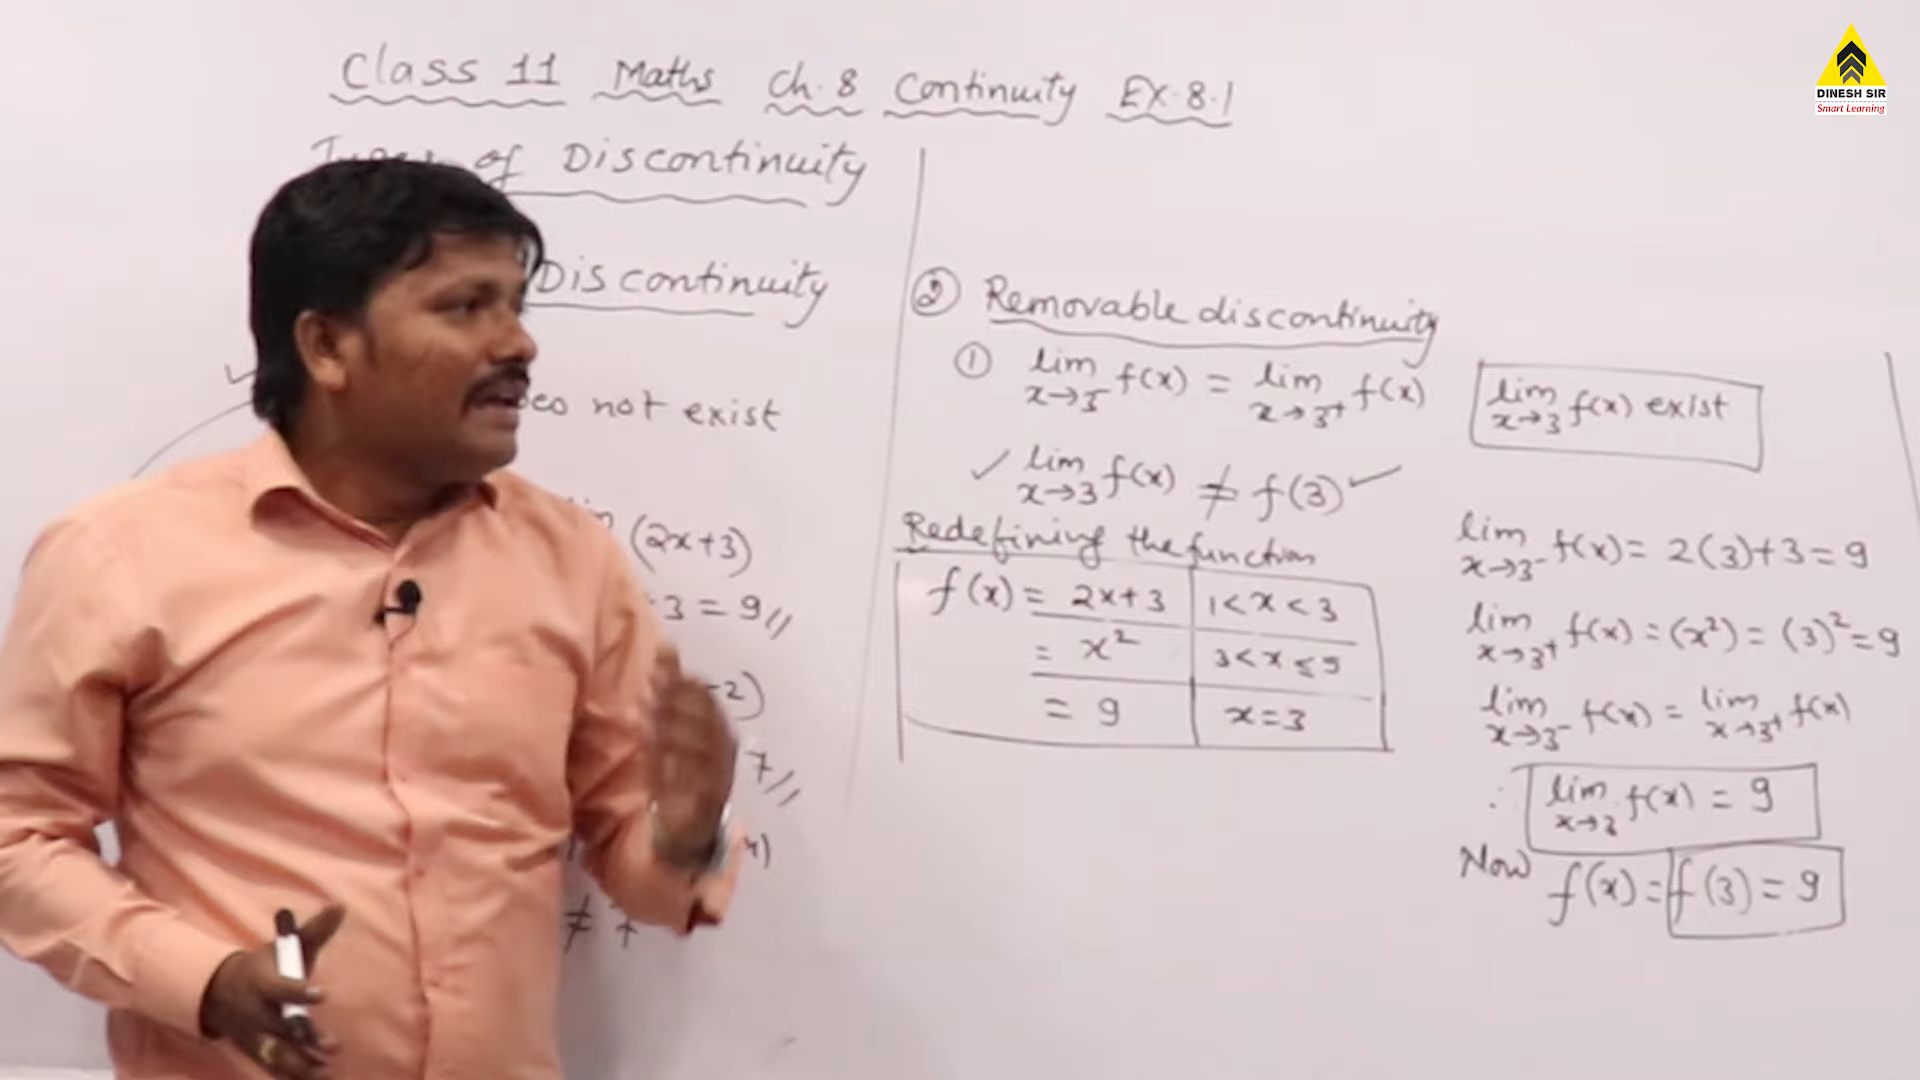 Class 11 Maths Ch. 8 Continuity EX. 8.1
DINESH SIR
Smart Learning
of Discontinuity
Discontinuity
not exist
(2x+3)
3 = 9 //
2)
7 //
≠ 7
② Removable discontinuity
① lim x→3⁻ f(x) = lim x→3⁺ f(x)
lim x→3 f(x) exist
✓ lim x→3 f(x) ≠ f(3) ✓
Redefining the function
f(x) = 2x+3 | 1 < x < 3
= x² | 3 < x ≤ 5
= 9 | x = 3
lim x→3⁻ f(x) = 2(3)+3 = 9
lim x→3⁺ f(x) = (x²) = (3)² = 9
lim x→3⁻ f(x) = lim x→3⁺ f(x)
∴ lim x→3 f(x) = 9
Now f(x) = f(3) = 9